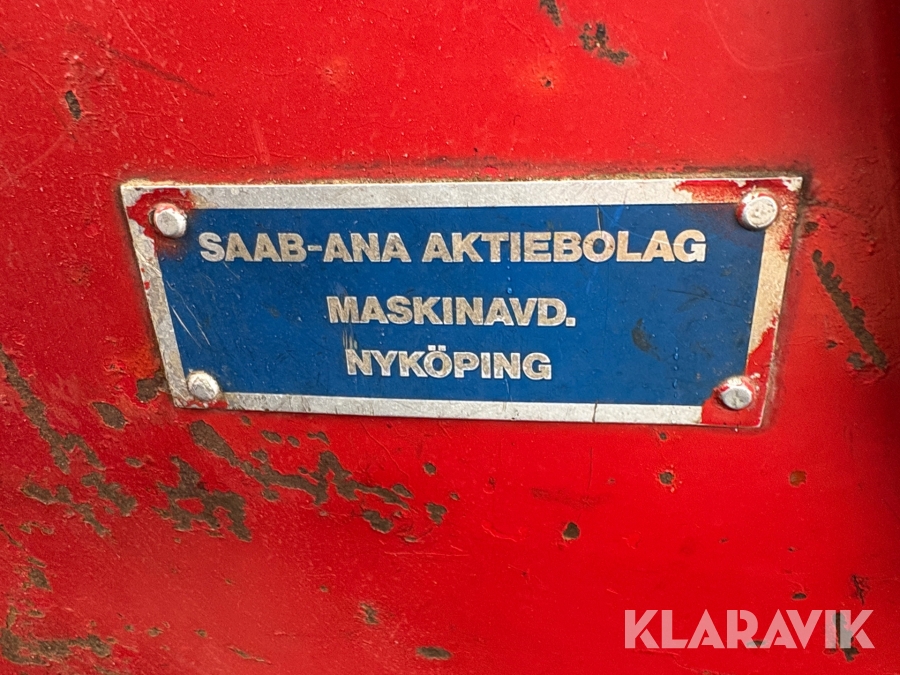 SAAB-ANA AKTIEBOLAG
MASKINAVD.
NYKÖPING
KLARAVIK